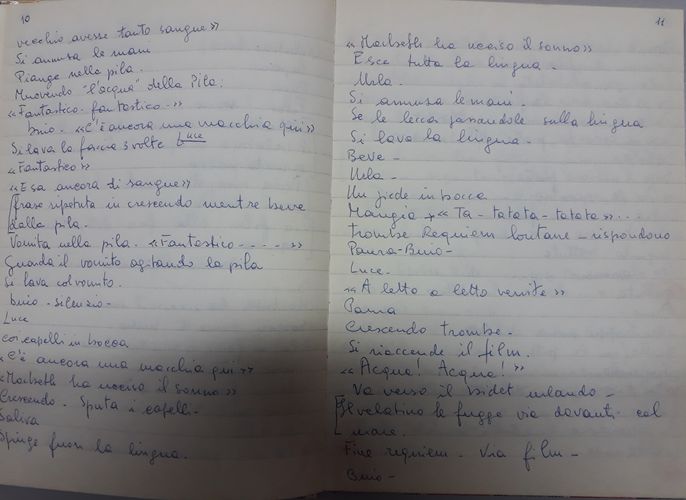 10
vecchio avesse tanto sangue »
Si annusa le mani
Piange nella pila.
Muovendo "l'acqua" della Pila:
« Fantastico - fantastico - »
buio - « C'è ancora una macchia qui »
Luce
Si lava la faccia 3 volte
« Fantastico »
« E sa ancora di sangue »
frase ripetuta in crescendo mentre beve
dalla pila.
Vomita nella pila. « Fantastico - - - - »
Guarda il vomito agitando la pila
Si lava col vomito.
buio - silenzio -
Luce
coi capelli in bocca
« C'è ancora una macchia qui »
« Macbeth ha ucciso il sonno »
Crescendo - Sputa i capelli -
Saliva
Spinge fuori la lingua.
11
« Macbeth ha ucciso il sonno »
Esce tutta la lingua -
Urla -
Si annusa le mani -
Se le lecca passandole sulla lingua
Si lava la lingua -
Beve -
Urla -
Un piede in bocca
Mangia + « Ta - tatata - tatata » ...
trombe Requiem lontane - rispondono
Paura - Buio -
Luce -
« A letto a letto venite »
Paura
Crescendo trombe -
Si riaccende il film.
« Acqua! Acqua! »
Va verso il bidet urlando -
Il velatino le fugge via davanti col
mare.
Fine requiem - Via film -
Buio -